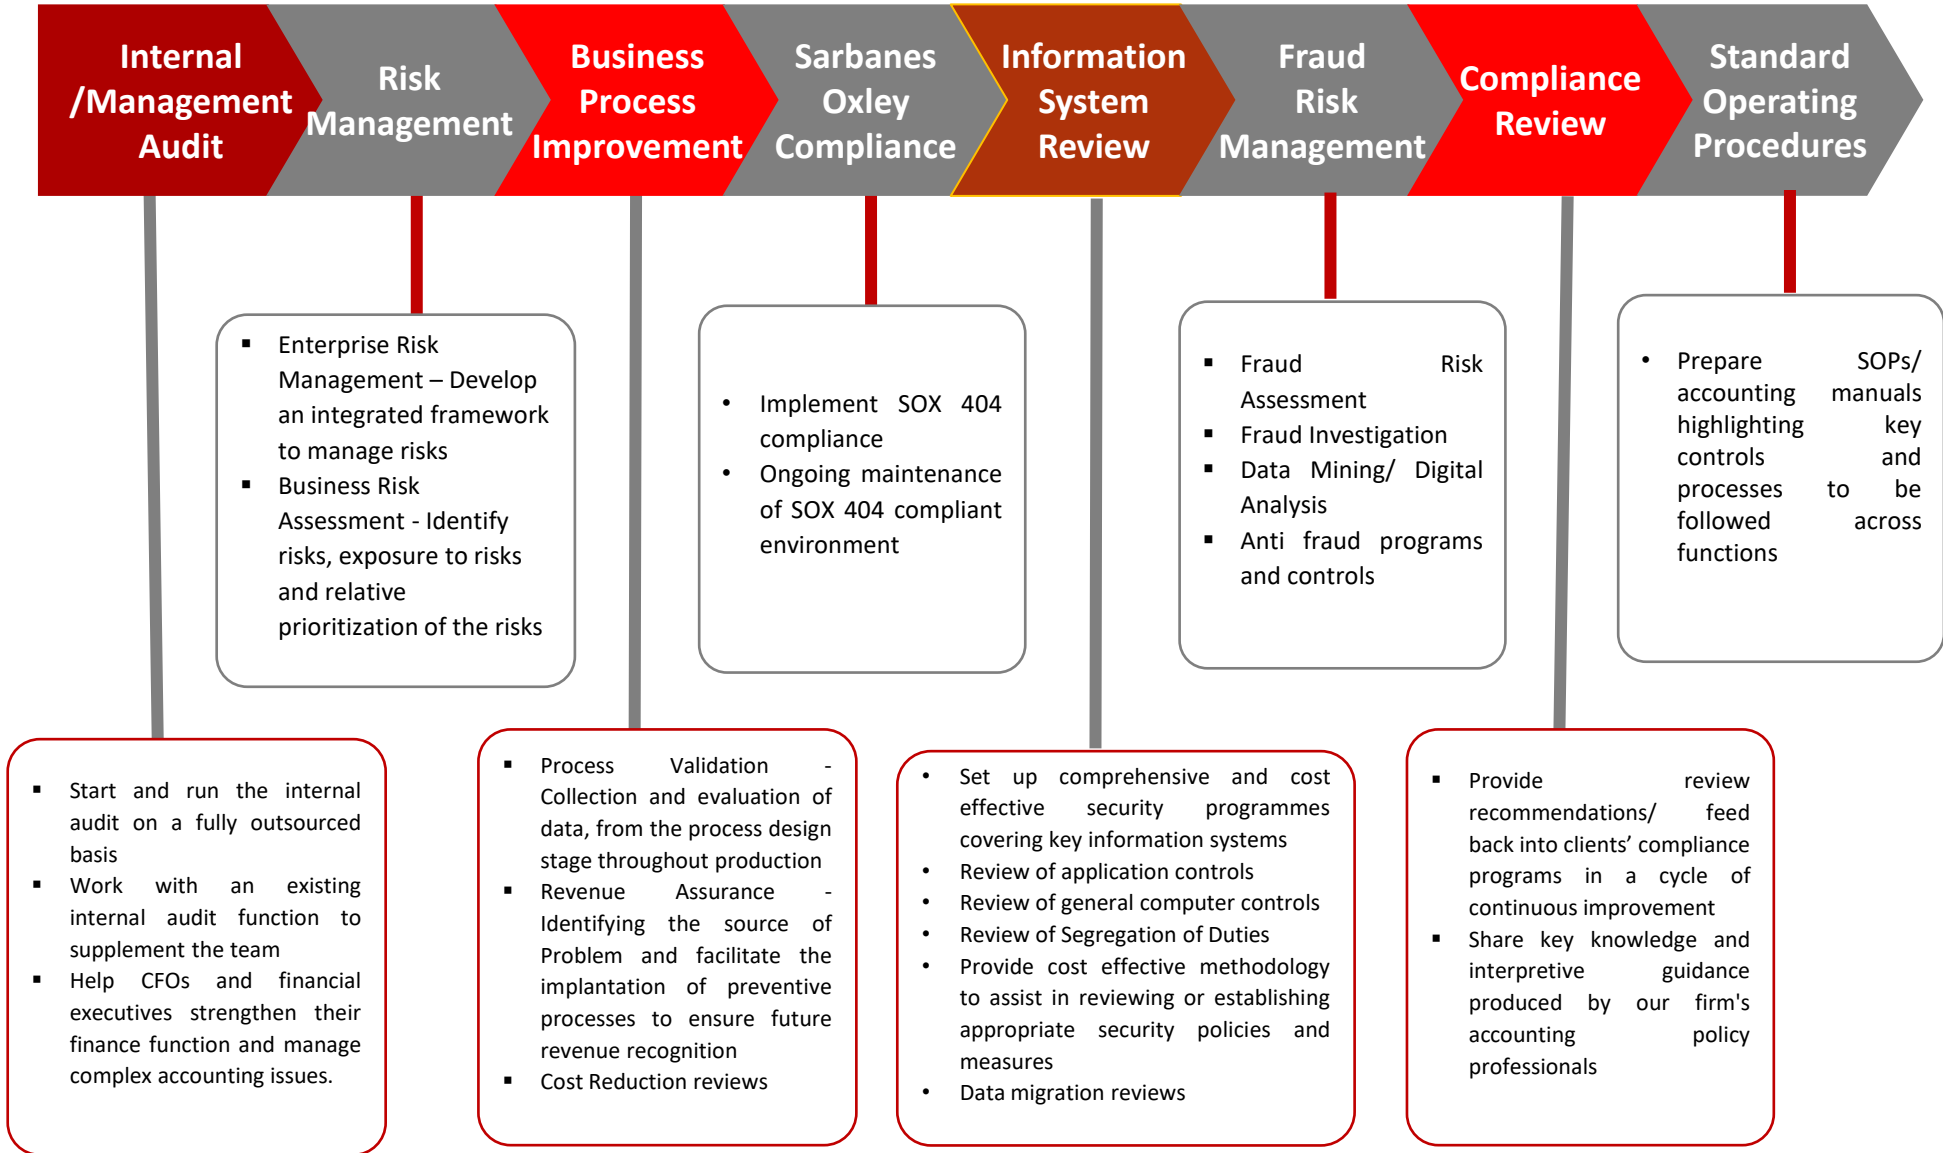 Internal
/Management
Audit
Risk
Management
Business
Process
Improvement
Sarbanes
Oxley
Compliance
Information
System
Review
Fraud
Risk
Management
Compliance
Review
Standard
Operating
Procedures
▪ Enterprise Risk
Management – Develop
an integrated framework
to manage risks
▪ Business Risk
Assessment - Identify
risks, exposure to risks
and relative
prioritization of the risks
• Implement SOX 404
compliance
• Ongoing maintenance
of SOX 404 compliant
environment
▪ Fraud Risk
Assessment
▪ Fraud Investigation
▪ Data Mining/ Digital
Analysis
▪ Anti fraud programs
and controls
• Prepare SOPs/
accounting manuals
highlighting key
controls and
processes to be
followed across
functions
▪ Start and run the internal
audit on a fully outsourced
basis
▪ Work with an existing
internal audit function to
supplement the team
▪ Help CFOs and financial
executives strengthen their
finance function and manage
complex accounting issues.
▪ Process Validation -
Collection and evaluation of
data, from the process design
stage throughout production
▪ Revenue Assurance -
Identifying the source of
Problem and facilitate the
implantation of preventive
processes to ensure future
revenue recognition
▪ Cost Reduction reviews
• Set up comprehensive and cost
effective security programmes
covering key information systems
• Review of application controls
• Review of general computer controls
• Review of Segregation of Duties
• Provide cost effective methodology
to assist in reviewing or establishing
appropriate security policies and
measures
• Data migration reviews
▪ Provide review
recommendations/ feed
back into clients’ compliance
programs in a cycle of
continuous improvement
▪ Share key knowledge and
interpretive guidance
produced by our firm's
accounting policy
professionals